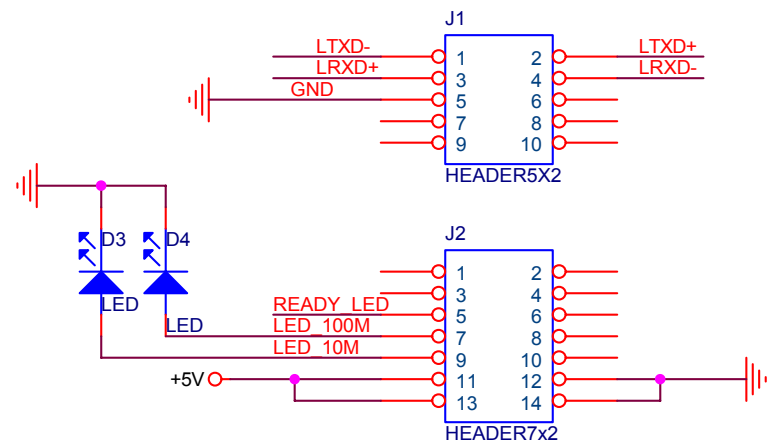 J1
LTXD- 1 2 LTXD+
LRXD+ 3 4 LRXD-
GND 5 6
7 8
9 10
HEADER5X2
J2
D3 D4
1 2
3 4
LED
READY_LED 5 6
LED
LED_100M 7 8
LED_10M 9 10
+5V 11 12
13 14
HEADER7x2